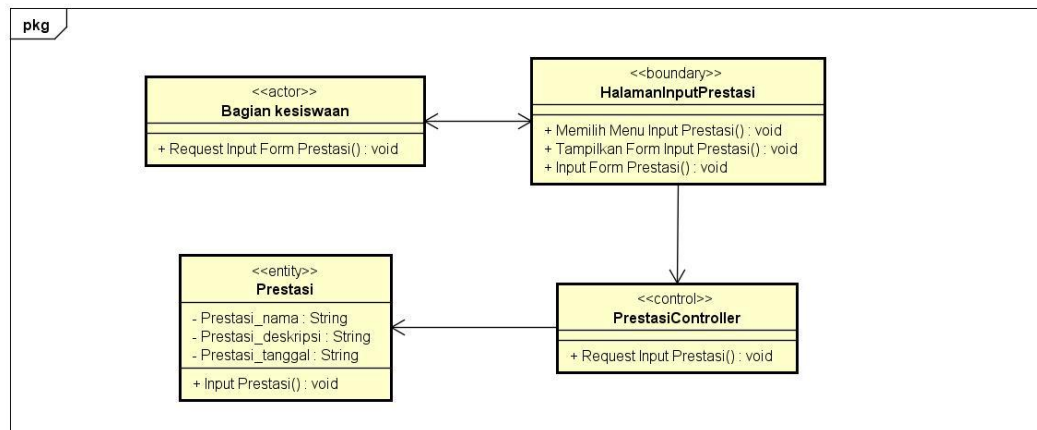 pkg
<<actor>>
Bagian kesiswaan
+ Request Input Form Prestasi() : void
<<boundary>>
HalamanInputPrestasi
+ Memilih Menu Input Prestasi() : void
+ Tampilkan Form Input Prestasi() : void
+ Input Form Prestasi() : void
<<entity>>
Prestasi
- Prestasi_nama : String
- Prestasi_deskripsi : String
- Prestasi_tanggal : String
+ Input Prestasi() : void
<<control>>
PrestasiController
+ Request Input Prestasi() : void